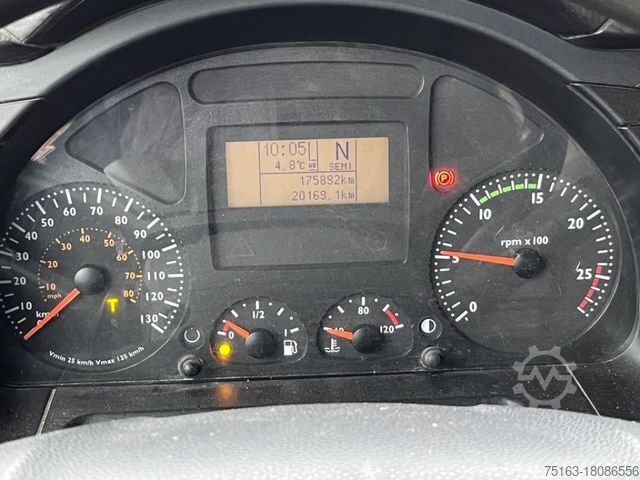 10:05 N
4,8°C SEMI
175892km
20169,1km
P
10 15 20 25
rpm x 100
5
0
10 20 30 40 50 60 70 80 90 100 110 120 130
km/h
10 20 30 40 50 60 70 80
mph
T
Vmin 25 km/h Vmax 125 km/h
0 1/2 1
40 80 120
75163-18086556